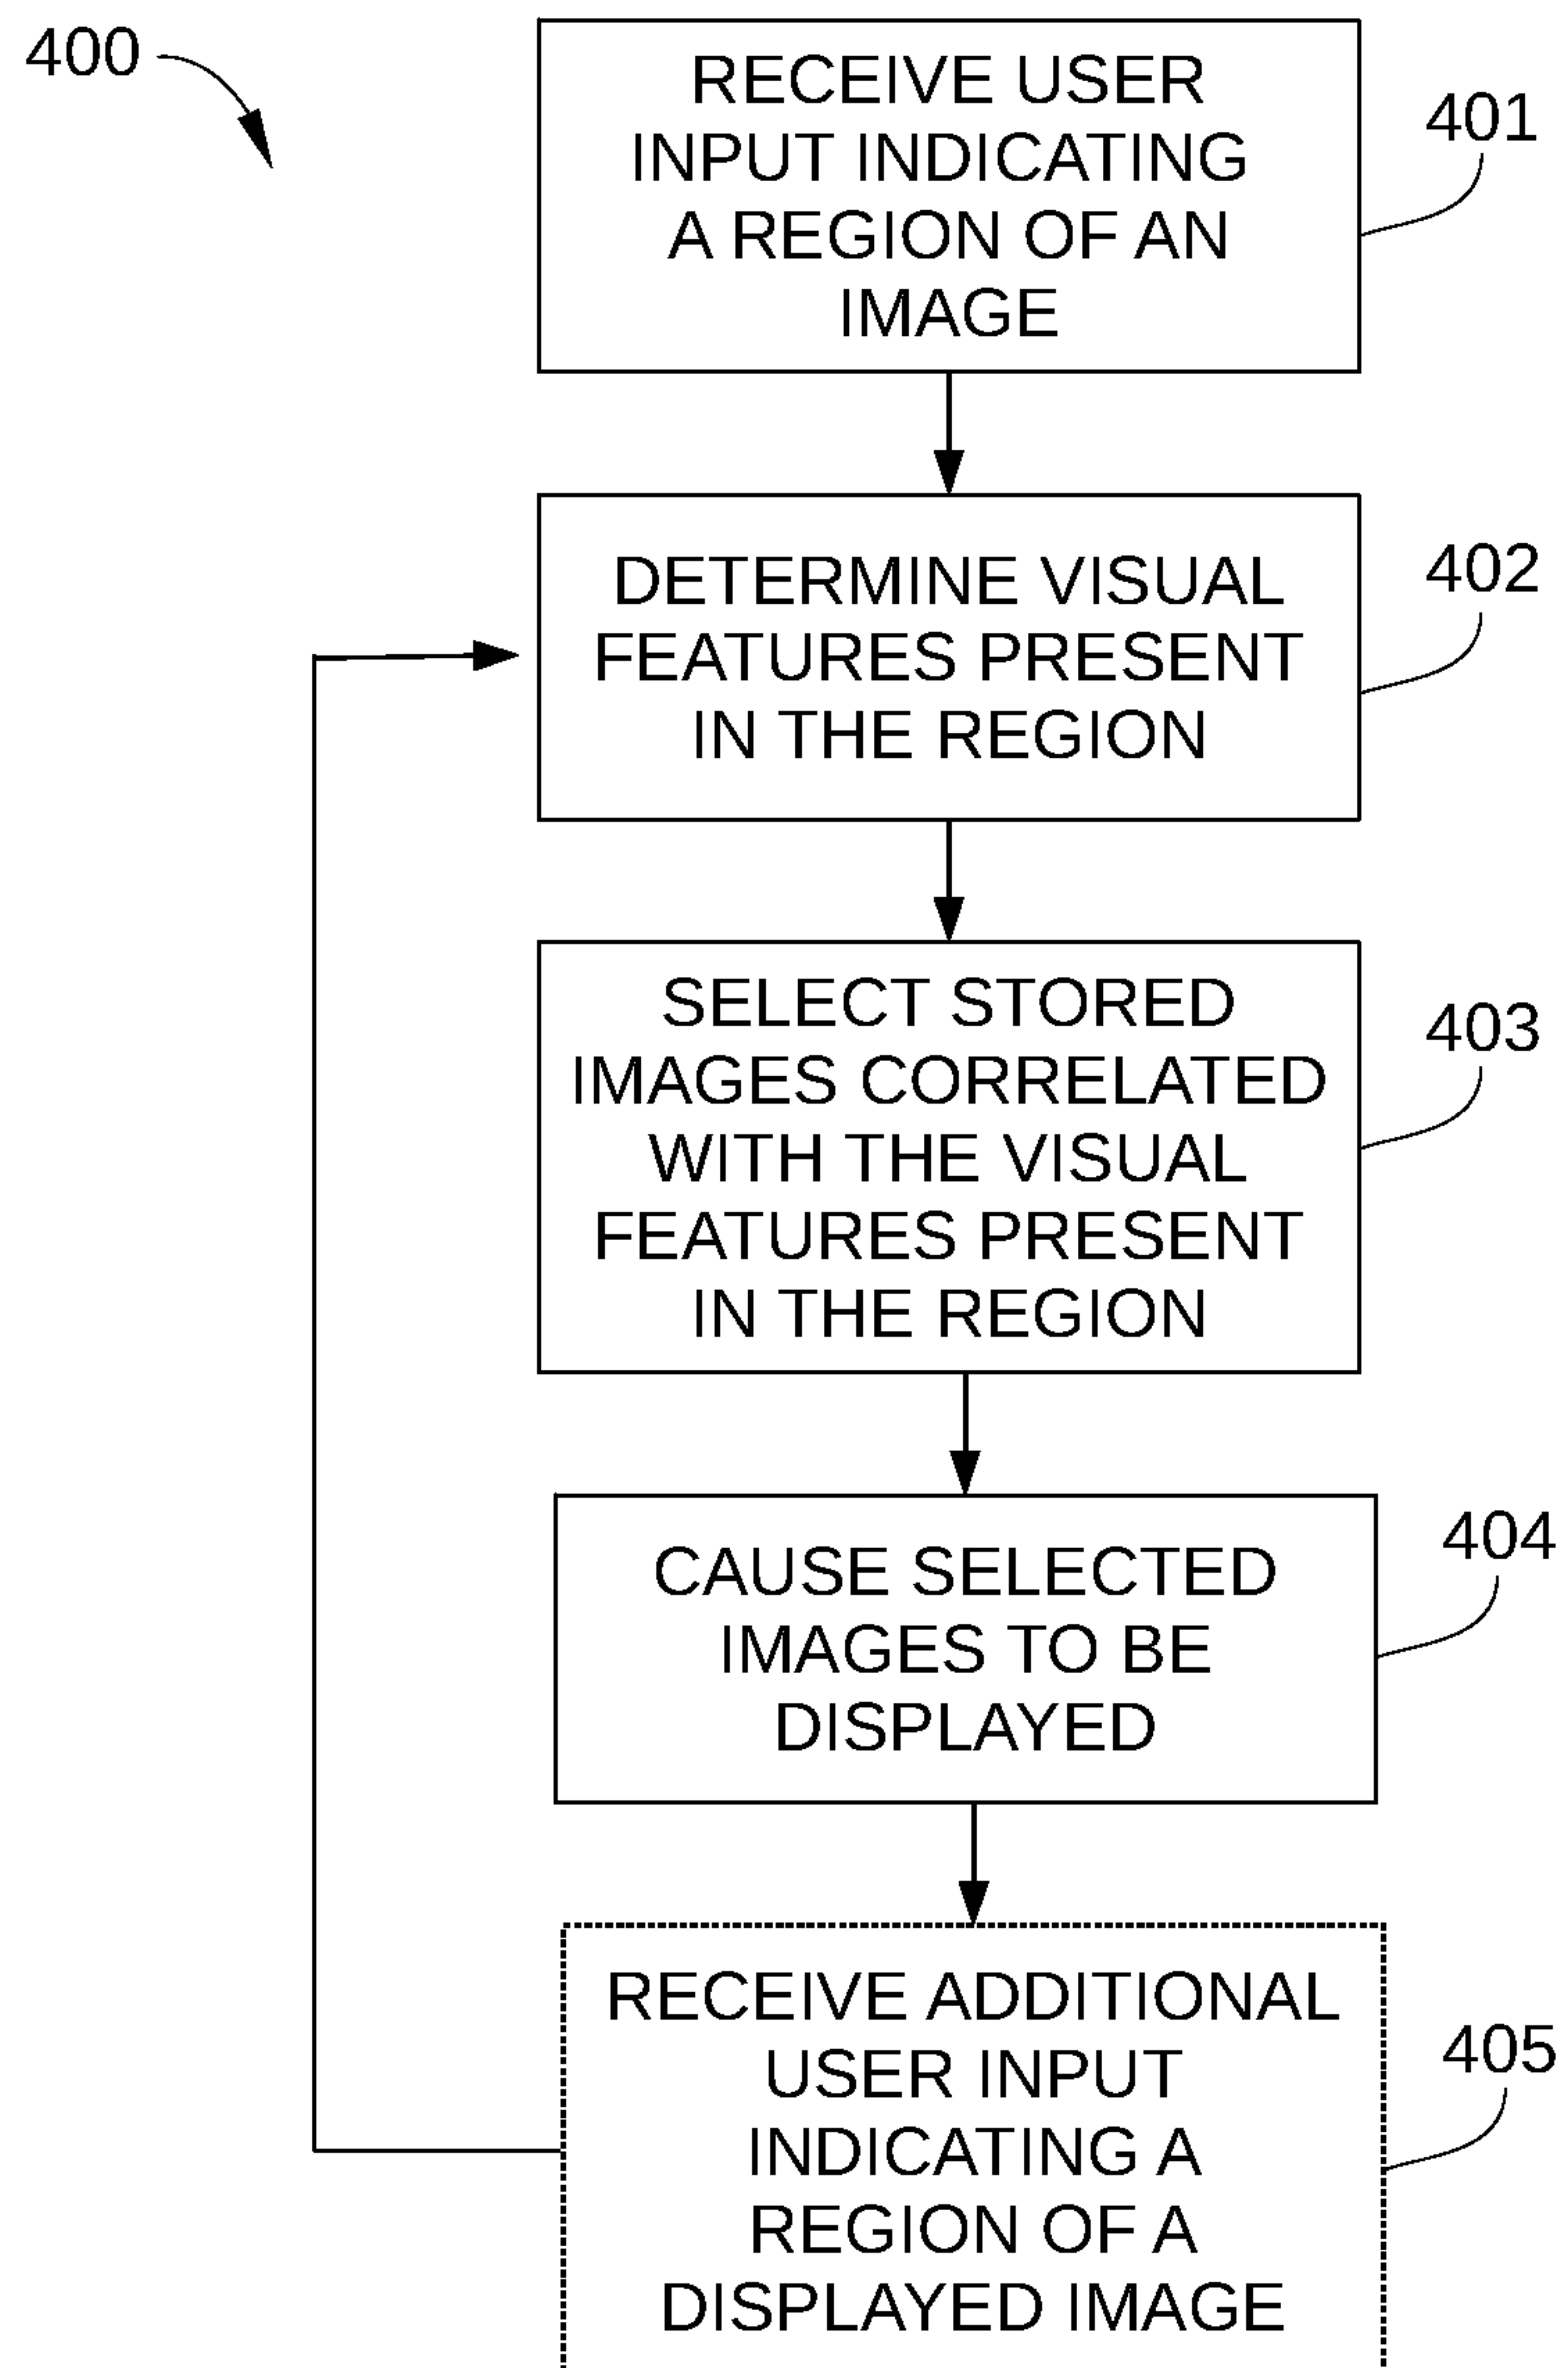 400
RECEIVE USER
INPUT INDICATING
A REGION OF AN
IMAGE
401
DETERMINE VISUAL
FEATURES PRESENT
IN THE REGION
402
SELECT STORED
IMAGES CORRELATED
WITH THE VISUAL
FEATURES PRESENT
IN THE REGION
403
CAUSE SELECTED
IMAGES TO BE
DISPLAYED
404
RECEIVE ADDITIONAL
USER INPUT
INDICATING A
REGION OF A
DISPLAYED IMAGE
405